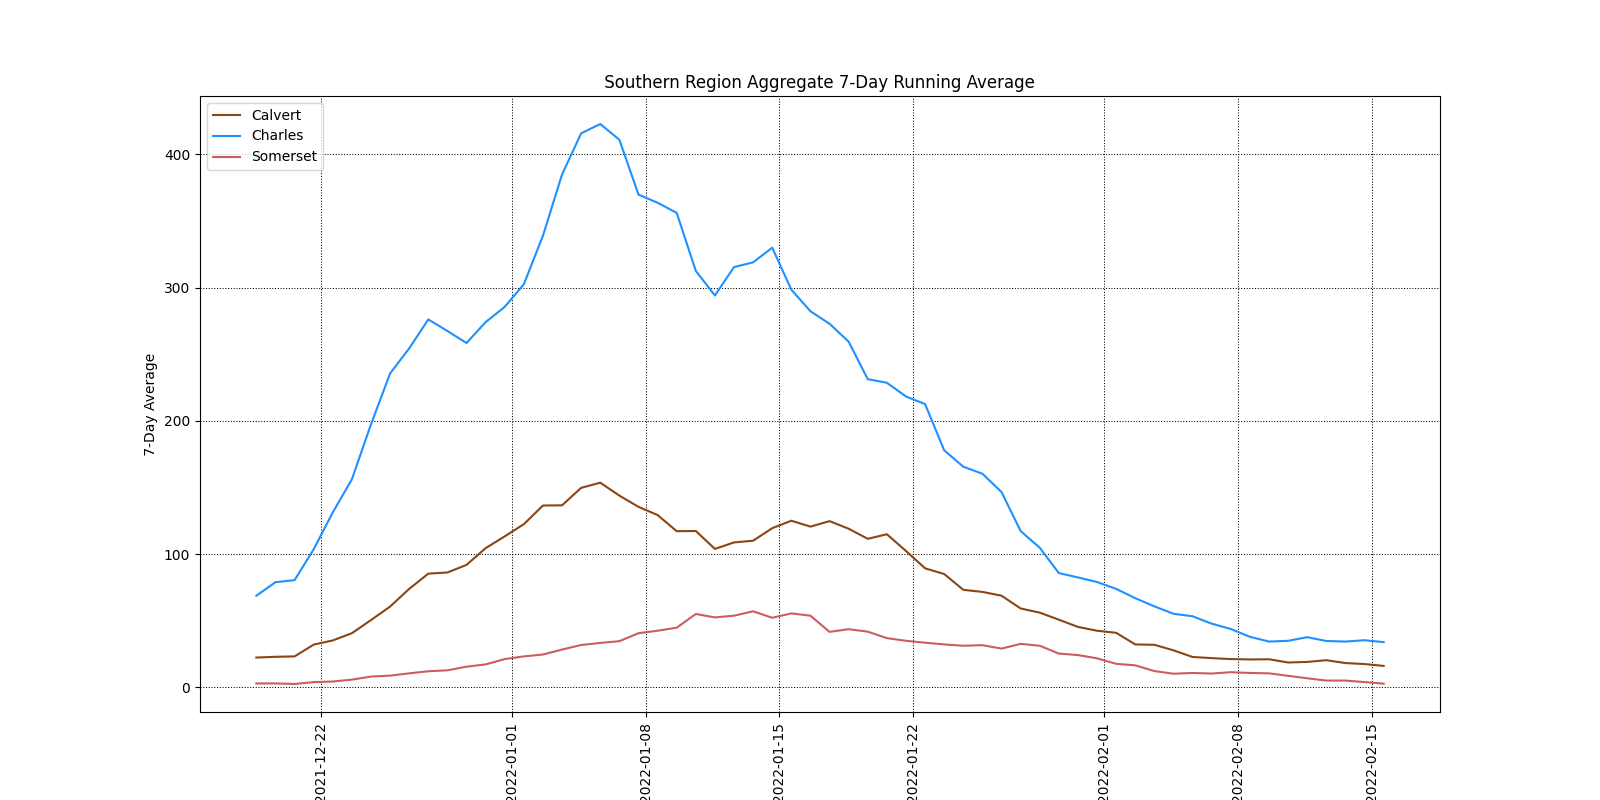 Southern Region Aggregate 7-Day Running Average
Calvert
Charles
Somerset
7-Day Average
400
300
200
100
0
2021-12-22
2022-01-01
2022-01-08
2022-01-15
2022-01-22
2022-02-01
2022-02-08
2022-02-15